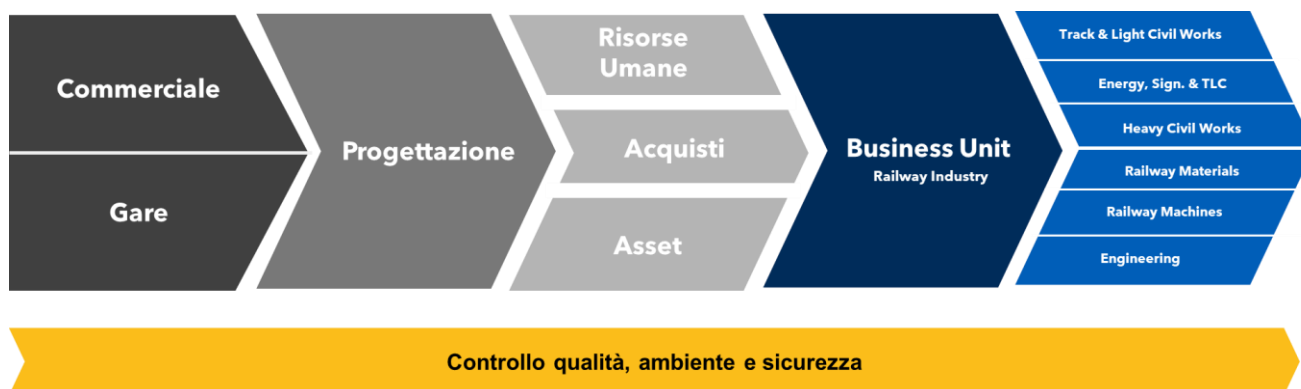 Commerciale
Gare
Progettazione
Risorse
Umane
Acquisti
Asset
Business Unit
Railway Industry
Track & Light Civil Works
Energy, Sign. & TLC
Heavy Civil Works
Railway Materials
Railway Machines
Engineering
Controllo qualità, ambiente e sicurezza